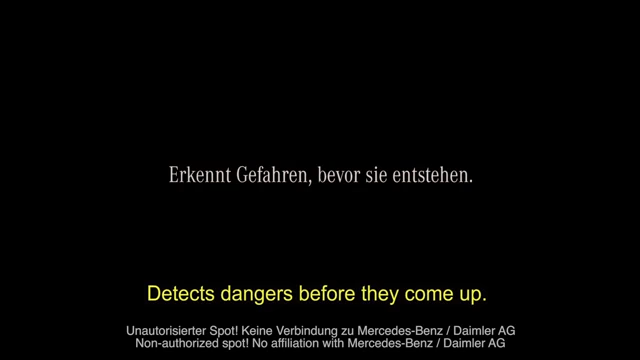 Erkennt Gefahren, bevor sie entstehen.
Detects dangers before they come up.
Unautorisierter Spot! Keine Verbindung zu Mercedes-Benz / Daimler AG
Non-authorized spot! No affiliation with Mercedes-Benz / Daimler AG